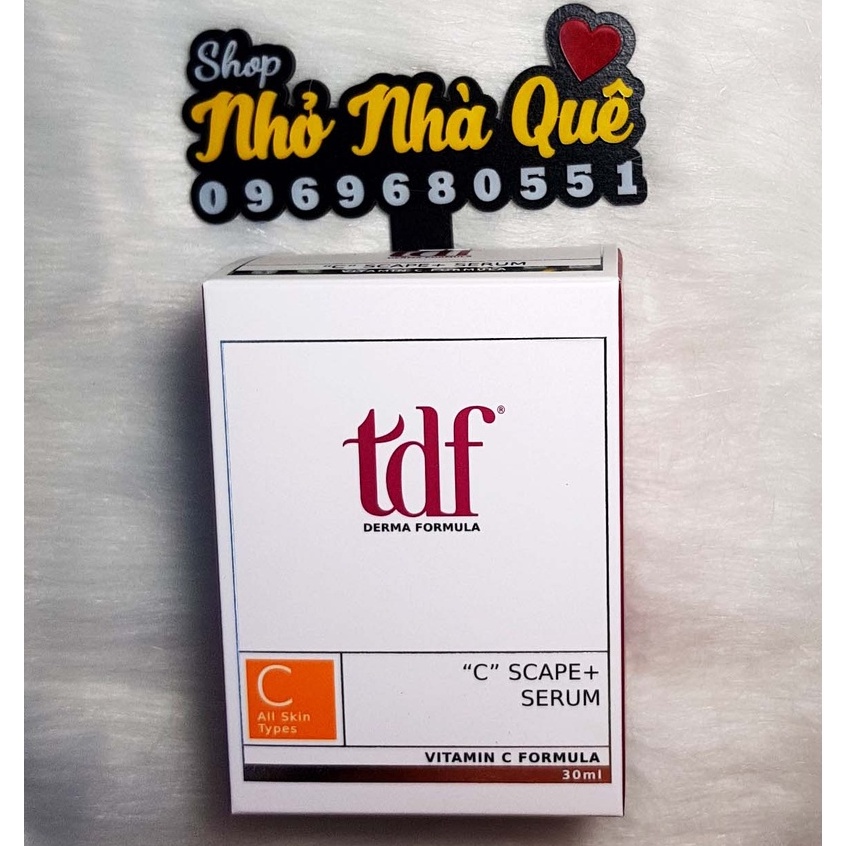 Shop
Nhỏ Nhà Quê
0969680551
tdf
"C" SCAPE+ SERUM
VITAMIN C FORMULA
tdf®
DERMA FORMULA
C
All Skin
Types
“C” SCAPE+
SERUM
VITAMIN C FORMULA
30ml